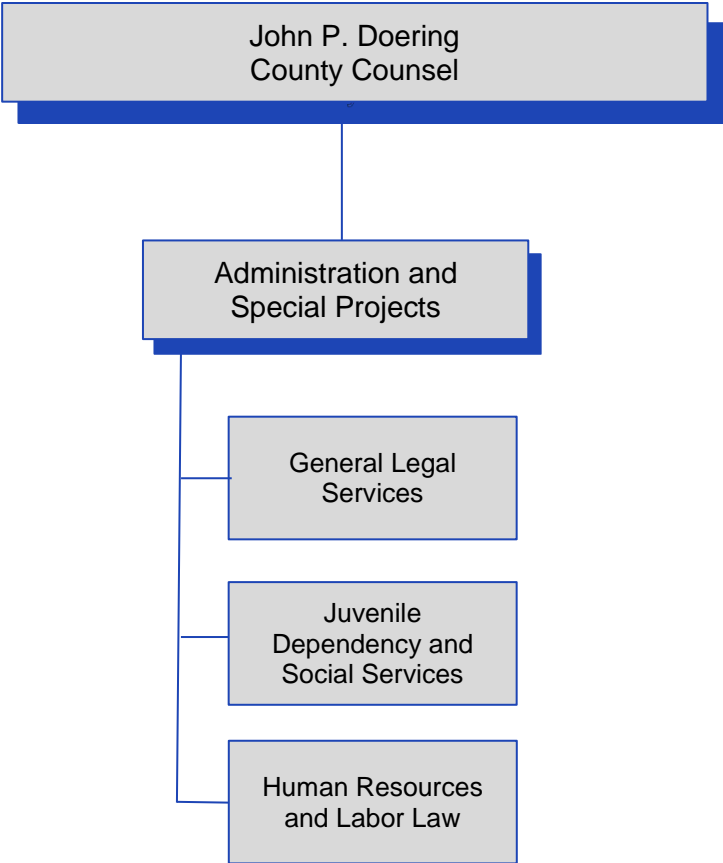 John P. Doering
County Counsel
Administration and
Special Projects
General Legal
Services
Juvenile
Dependency and
Social Services
Human Resources
and Labor Law